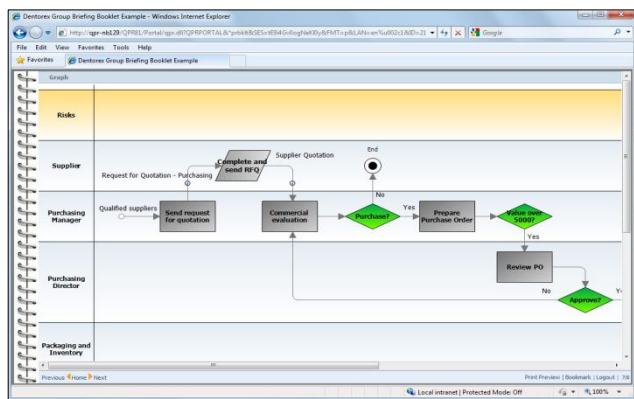 Dentorex Group Briefing Booklet Example - Windows Internet Explorer
Google
File Edit View Favorites Tools Help
Favorites Dentorex Group Briefing Booklet Example
Graph
Risks
Supplier
Complete and
send RFQ
Supplier Quotation
End
Request for Quotation - Purchasing
No
Purchasing
Manager
Qualified suppliers
Send request
for quotation
Commercial
evaluation
Purchase?
Yes
Prepare
Purchase Order
Value over
5000?
Yes
Purchasing
Director
Review PO
No
Approve?
Packaging and
Inventory
Previous Home Next
Print Preview | Bookmark | Logout | 7/8
Local intranet | Protected Mode: Off
100%